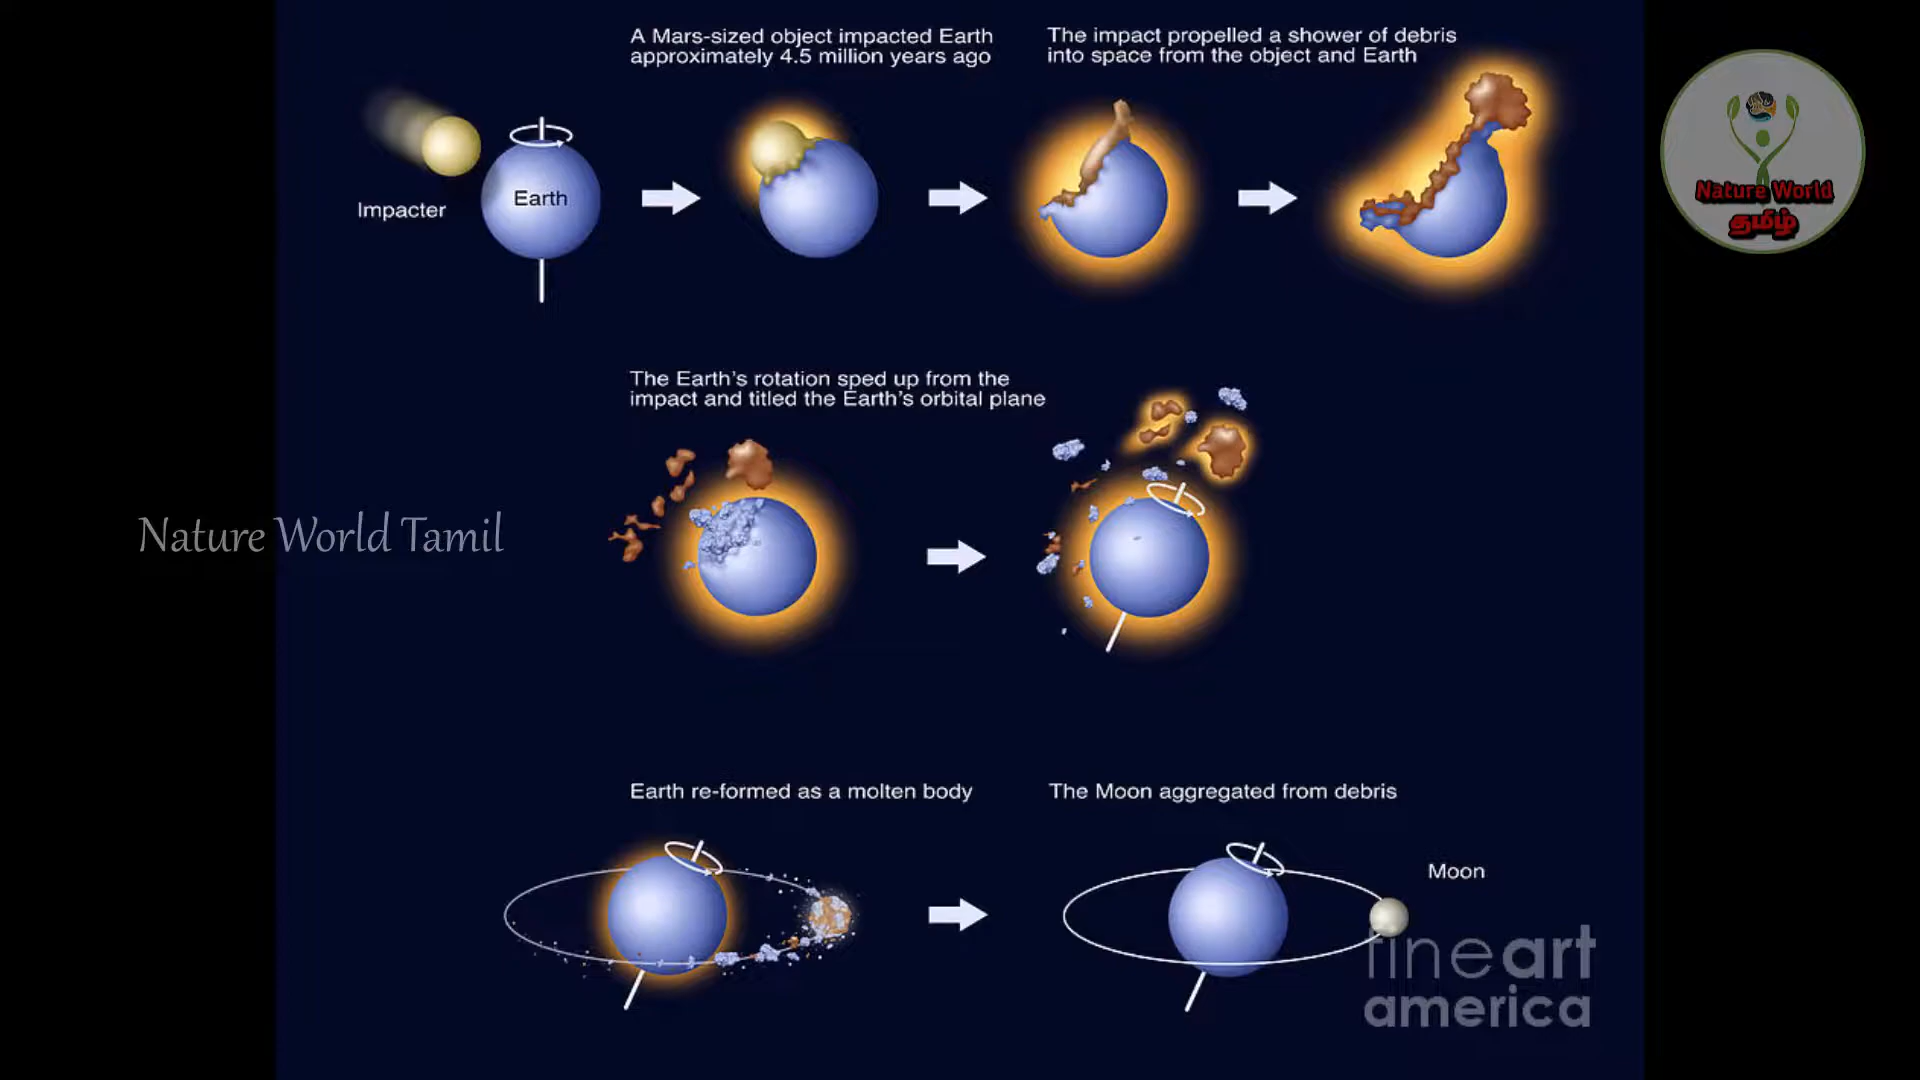 A Mars-sized object impacted Earth
approximately 4.5 million years ago
The impact propelled a shower of debris
into space from the object and Earth
Impacter
Earth
Nature World
தமிழ்
The Earth's rotation sped up from the
impact and titled the Earth's orbital plane
Nature World Tamil
Earth re-formed as a molten body
The Moon aggregated from debris
Moon
fineart
america